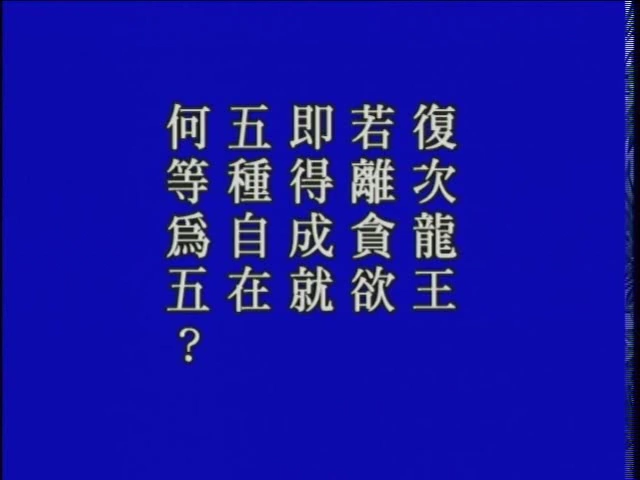 復次龍王
若離貪欲
即得成就
五種自在
何等爲五？